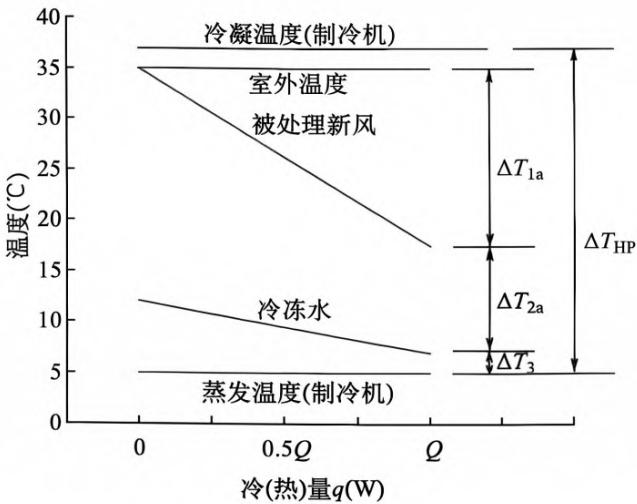 40
冷凝温度(制冷机)
35
室外温度
被处理新风
30
ΔT1a
25
温度(℃)
20
ΔTHP
15
冷冻水
ΔT2a
10
ΔT3
5
蒸发温度(制冷机)
0
0
0.5Q
Q
冷(热)量q(W)